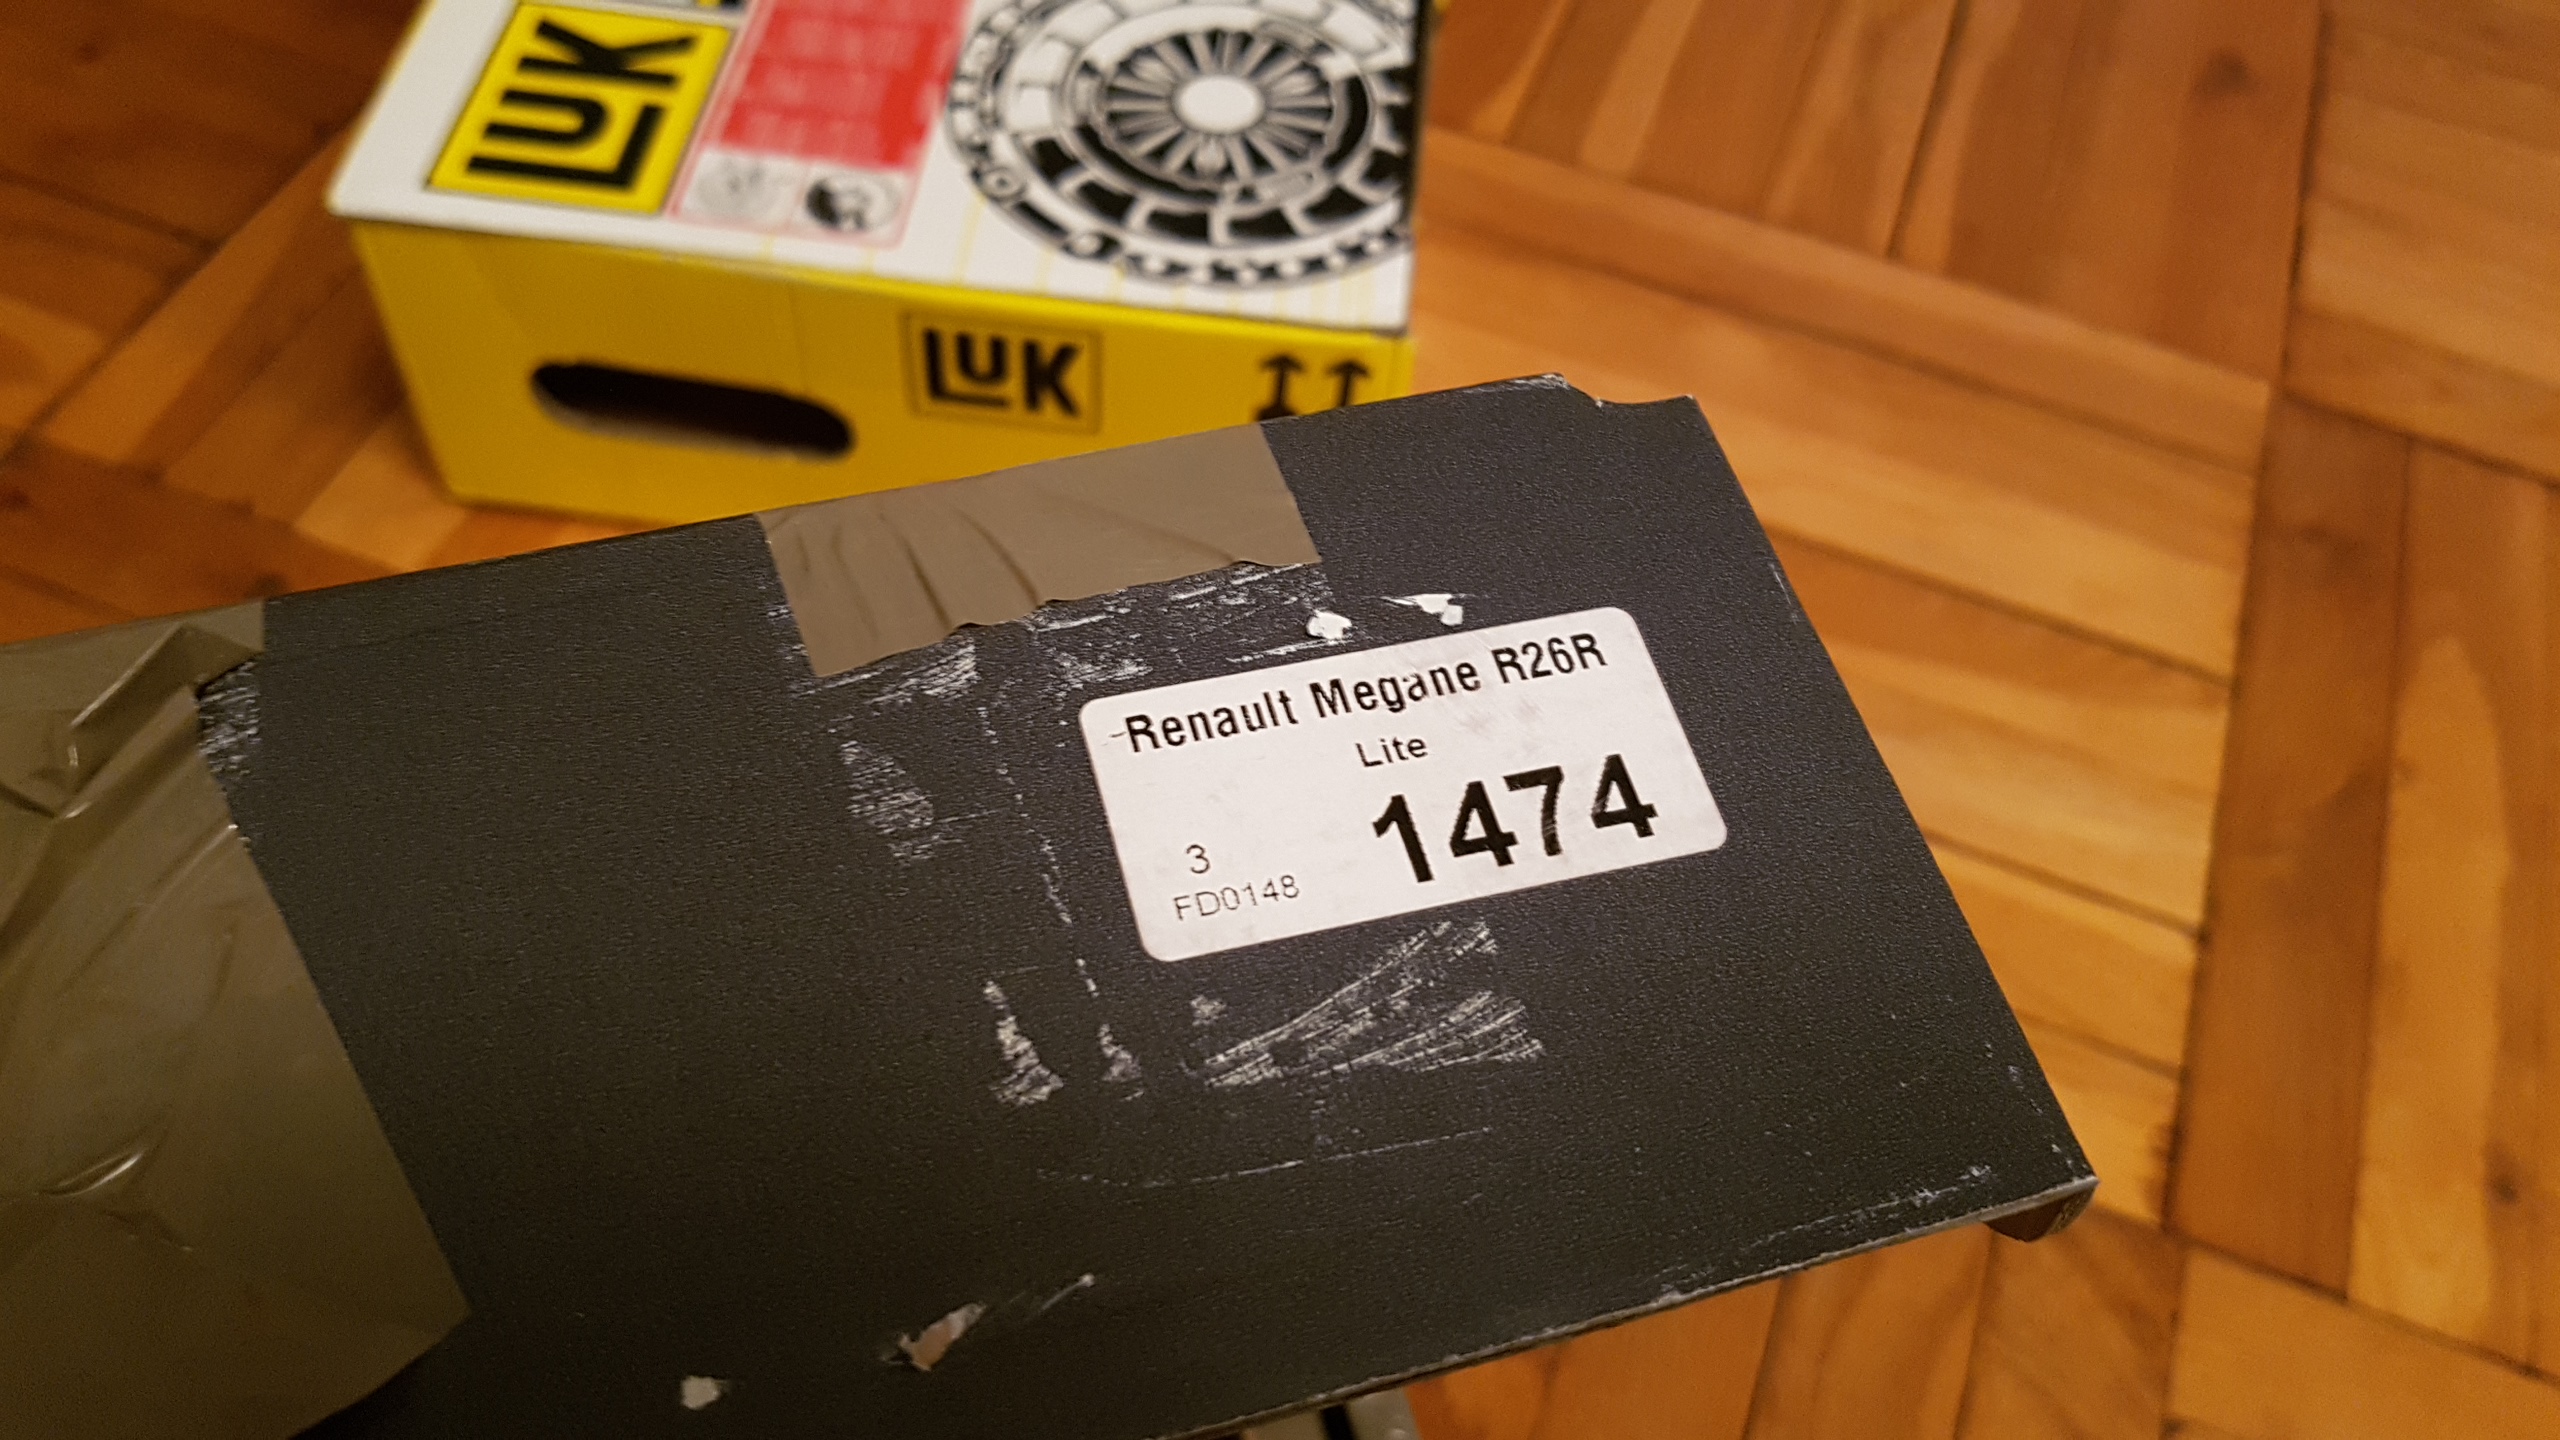 LUK
LUK
Renault Megane R26R
Lite
3
1474
FD0148